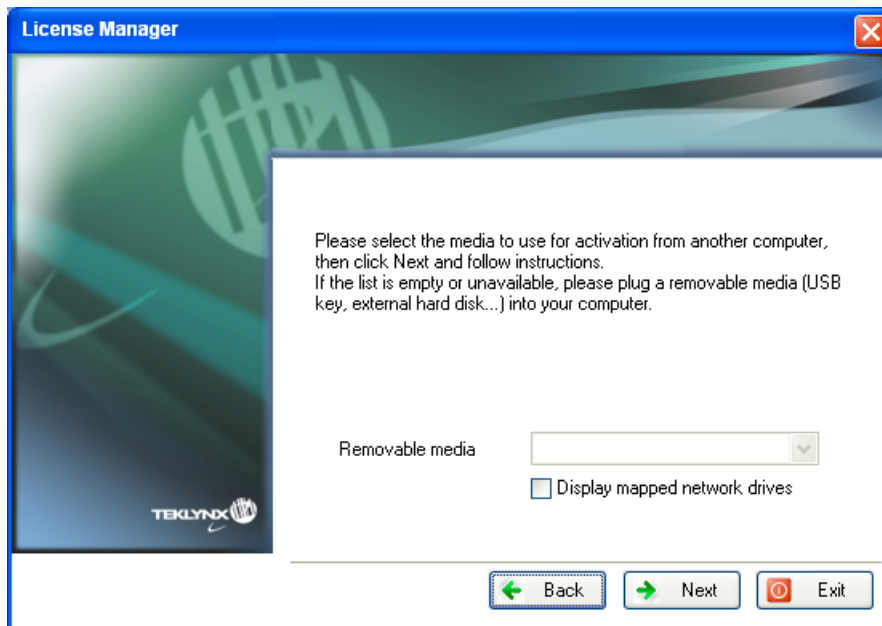 License Manager
Please select the media to use for activation from another computer,
then click Next and follow instructions.
If the list is empty or unavailable, please plug a removable media (USB
key, external hard disk...) into your computer.
Removable media
Display mapped network drives
TEKLYNX
Back
Next
Exit